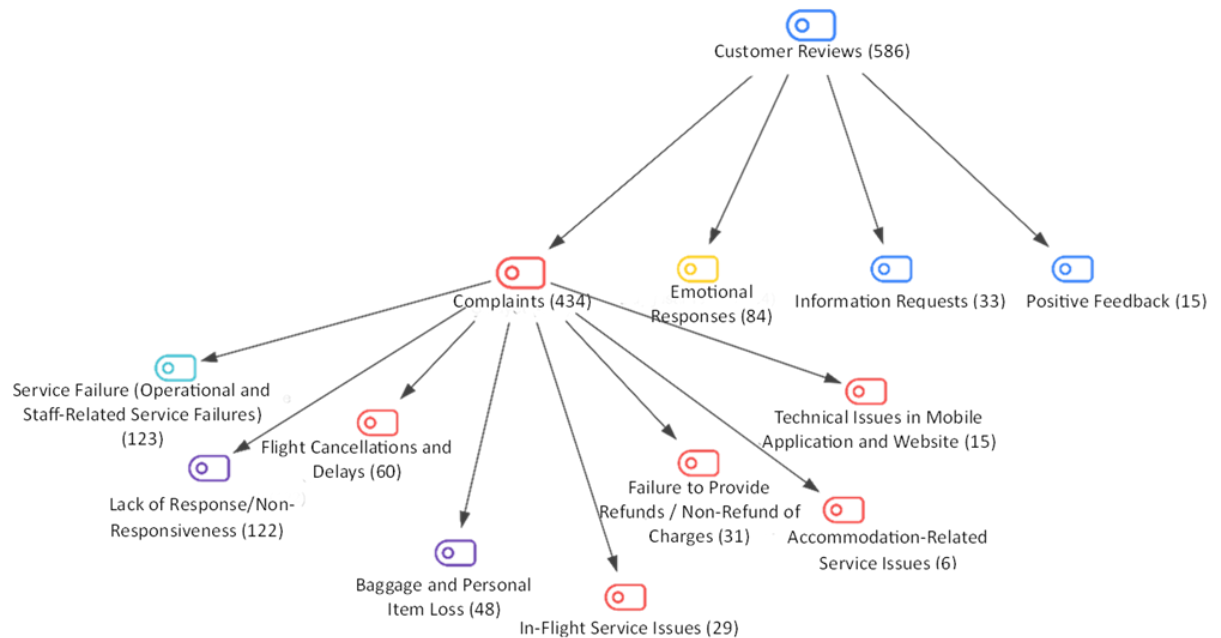 Customer Reviews (586)
Complaints (434)
Emotional
Responses (84)
Information Requests (33)
Positive Feedback (15)
Service Failure (Operational and
Staff-Related Service Failures)
(123)
Lack of Response/Non-
Responsiveness (122)
Flight Cancellations and
Delays (60)
Baggage and Personal
Item Loss (48)
In-Flight Service Issues (29)
Failure to Provide
Refunds / Non-Refund of
Charges (31)
Accommodation-Related
Service Issues (6)
Technical Issues in Mobile
Application and Website (15)